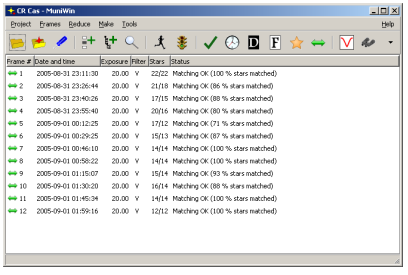 CR Cas - MuniWin
Project Frames Reduce Make Tools Help
D F
Frame # Date and time Exposure Filter Stars Status
1 2005-08-31 23:11:30 20.00 V 22/22 Matching OK (100 % stars matched)
2 2005-08-31 23:26:44 20.00 V 21/18 Matching OK (86 % stars matched)
3 2005-08-31 23:40:26 20.00 V 17/15 Matching OK (88 % stars matched)
4 2005-08-31 23:55:40 20.00 V 20/16 Matching OK (80 % stars matched)
5 2005-09-01 00:12:25 20.00 V 17/12 Matching OK (71 % stars matched)
6 2005-09-01 00:29:25 20.00 V 15/13 Matching OK (87 % stars matched)
7 2005-09-01 00:46:10 20.00 V 14/14 Matching OK (100 % stars matched)
8 2005-09-01 00:58:22 20.00 V 14/14 Matching OK (100 % stars matched)
9 2005-09-01 01:15:07 20.00 V 15/14 Matching OK (93 % stars matched)
10 2005-09-01 01:30:20 20.00 V 16/14 Matching OK (88 % stars matched)
11 2005-09-01 01:45:34 20.00 V 14/14 Matching OK (100 % stars matched)
12 2005-09-01 01:59:16 20.00 V 12/12 Matching OK (100 % stars matched)